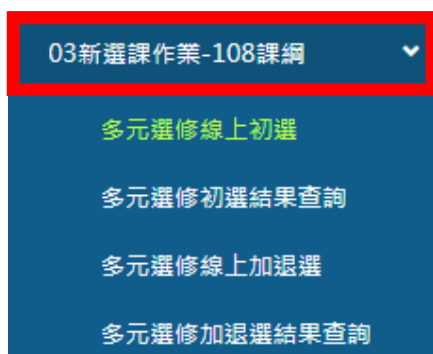 03新選課作業-108課綱
多元選修線上初選
多元選修初選結果查詢
多元選修線上加退選
多元選修加退選結果查詢